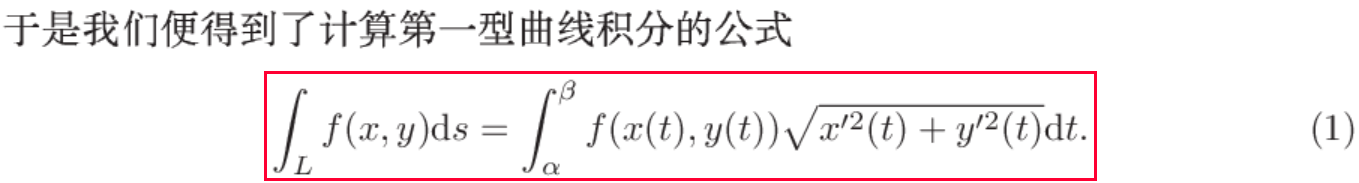 于是我们便得到了计算第一型曲线积分的公式
∫_L f(x, y)ds = ∫_α^β f(x(t), y(t))√(x′²(t) + y′²(t))dt. (1)